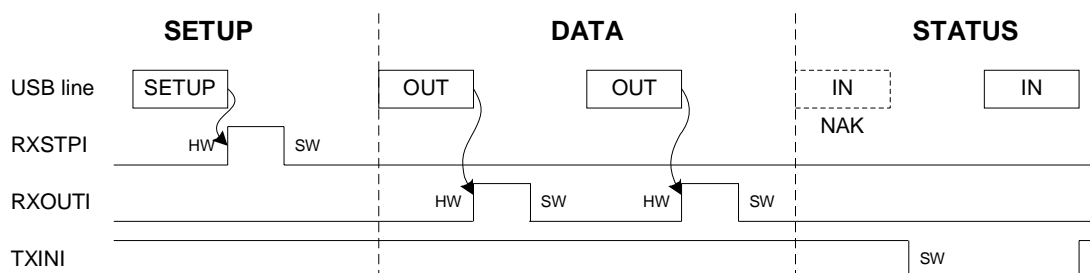 SETUP DATA STATUS
USB line SETUP OUT OUT IN IN
NAK
RXSTPI HW SW
RXOUTI HW SW HW SW
TXINI SW